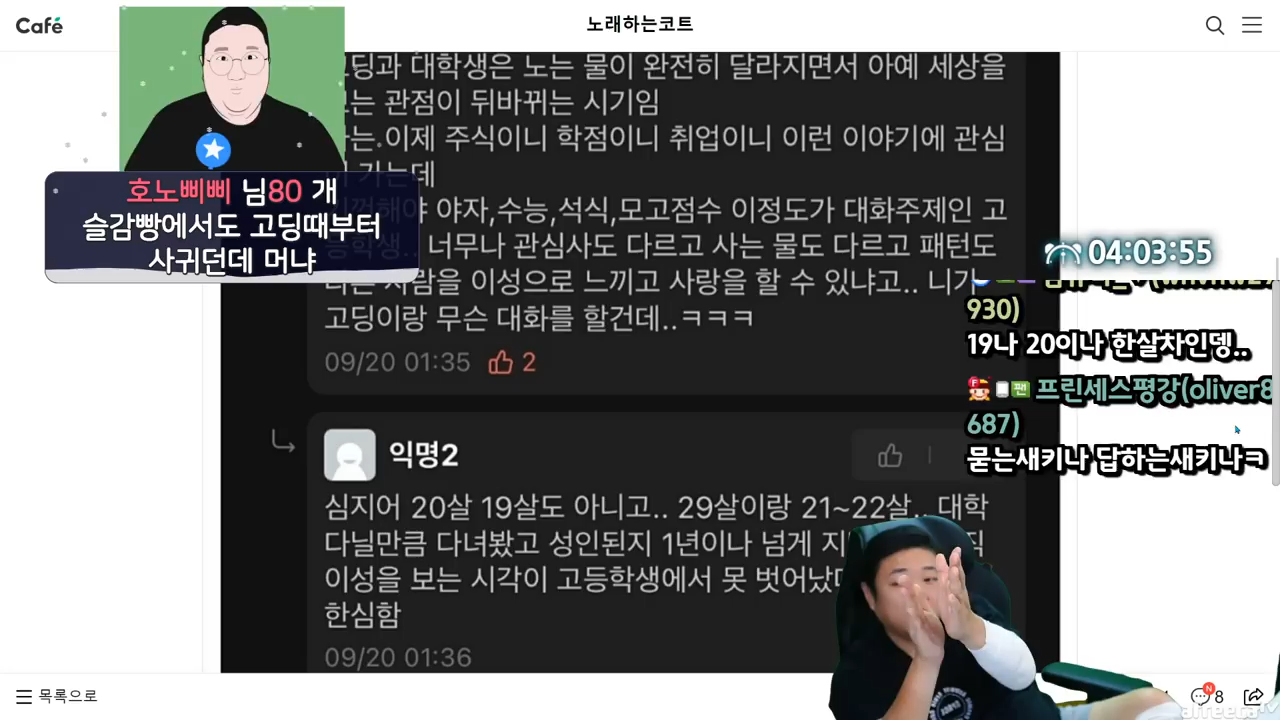 Café
노래하는코트
고딩과 대학생은 노는 물이 완전히 달라지면서 아예 세상을
보는 관점이 뒤바뀌는 시기임
이제 주식이니 학점이니 취업이니 이런 이야기에 관심
가는데
야자,수능,석식,모고점수 이정도가 대화주제인 고
너무나 관심사도 다르고 사는 물도 다르고 패턴도
사람을 이성으로 느끼고 사랑을 할 수 있냐고.. 니가
고딩이랑 무슨 대화를 할건데..ㅋㅋㅋ
09/20 01:35 2
호노삐삐 님80 개
슬감빵에서도 고딩때부터
사귀던데 머냐
04:03:55
930)
19나 20이나 한살차인뎅..
프린세스평강(oliver8
687)
묻는새키나 답하는새키나ㅋ
익명2
심지어 20살 19살도 아니고.. 29살이랑 21~22살.. 대학
다닐만큼 다녀봤고 성인된지 1년이나 넘게
이성을 보는 시각이 고등학생에서 못 벗어났
한심함
09/20 01:36
목록으로
N
8
afreecaTV